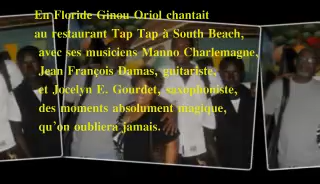 En Floride Ginou Oriol chantait
au restaurant Tap Tap à South Beach,
avec ses musiciens Manno Charlemagne,
Jean François Damas, guitariste,
et Jocelyn E. Gourdet, saxophoniste,
des moments absolument magique,
qu'on oubliera jamais.